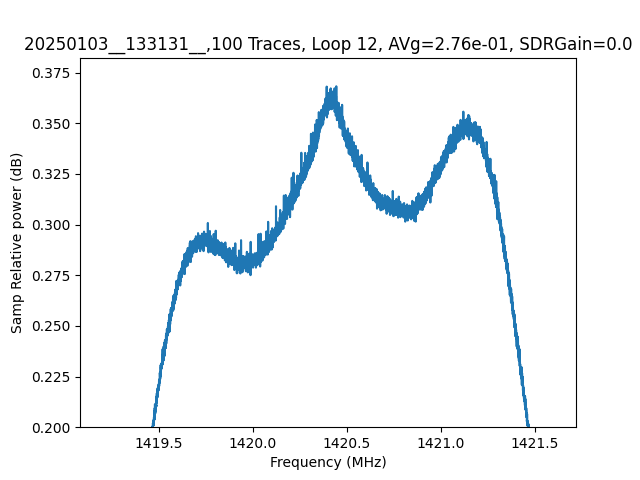 20250103__133131__,100 Traces, Loop 12, AVg=2.76e-01, SDRGain=0.0
Samp Relative power (dB)
0.375
0.350
0.325
0.300
0.275
0.250
0.225
0.200
1419.5 1420.0 1420.5 1421.0 1421.5
Frequency (MHz)